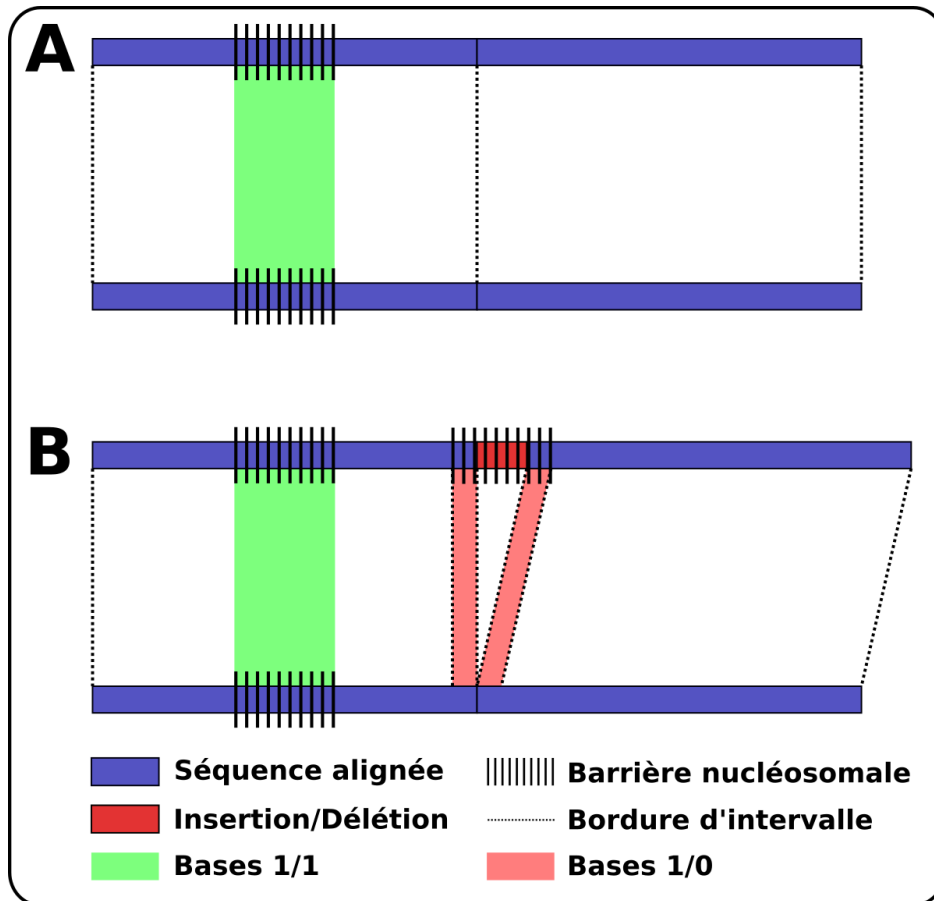 A
B
Séquence alignée
Barrière nucléosomale
Insertion/Délétion
Bordure d'intervalle
Bases 1/1
Bases 1/0